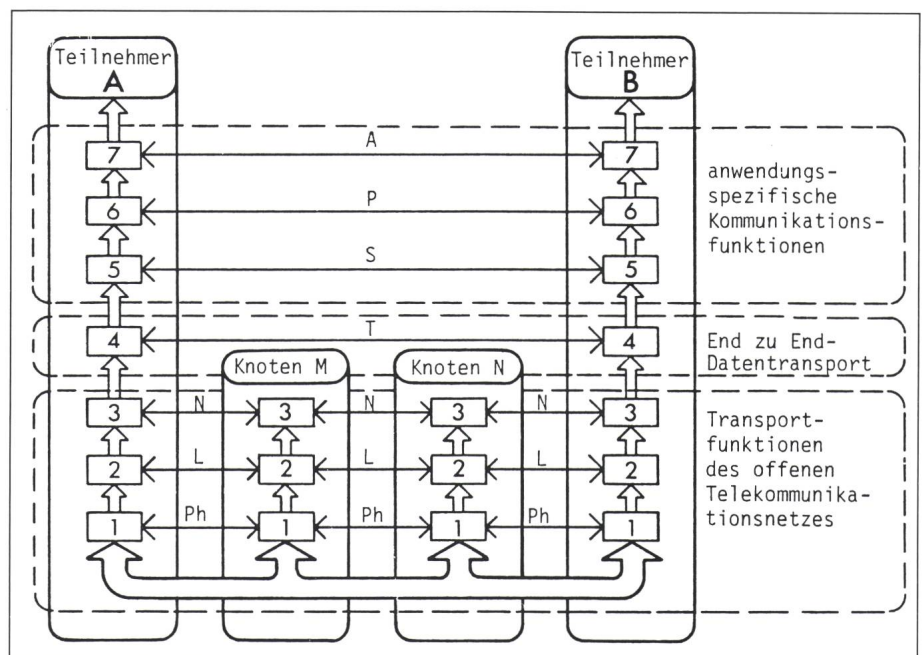 Teilnehmer
A
Teilnehmer
B
7
A
7
anwendungs-
spezifische
Kommunikations-
funktionen
6
P
6
5
S
5
4
T
4
End zu End-
Datentransport
Knoten M
Knoten N
3
N
3
N
3
N
3
Transport-
funktionen
des offenen
Telekommunika-
tionsnetzes
2
L
2
L
2
L
2
1
Ph
1
Ph
1
Ph
1